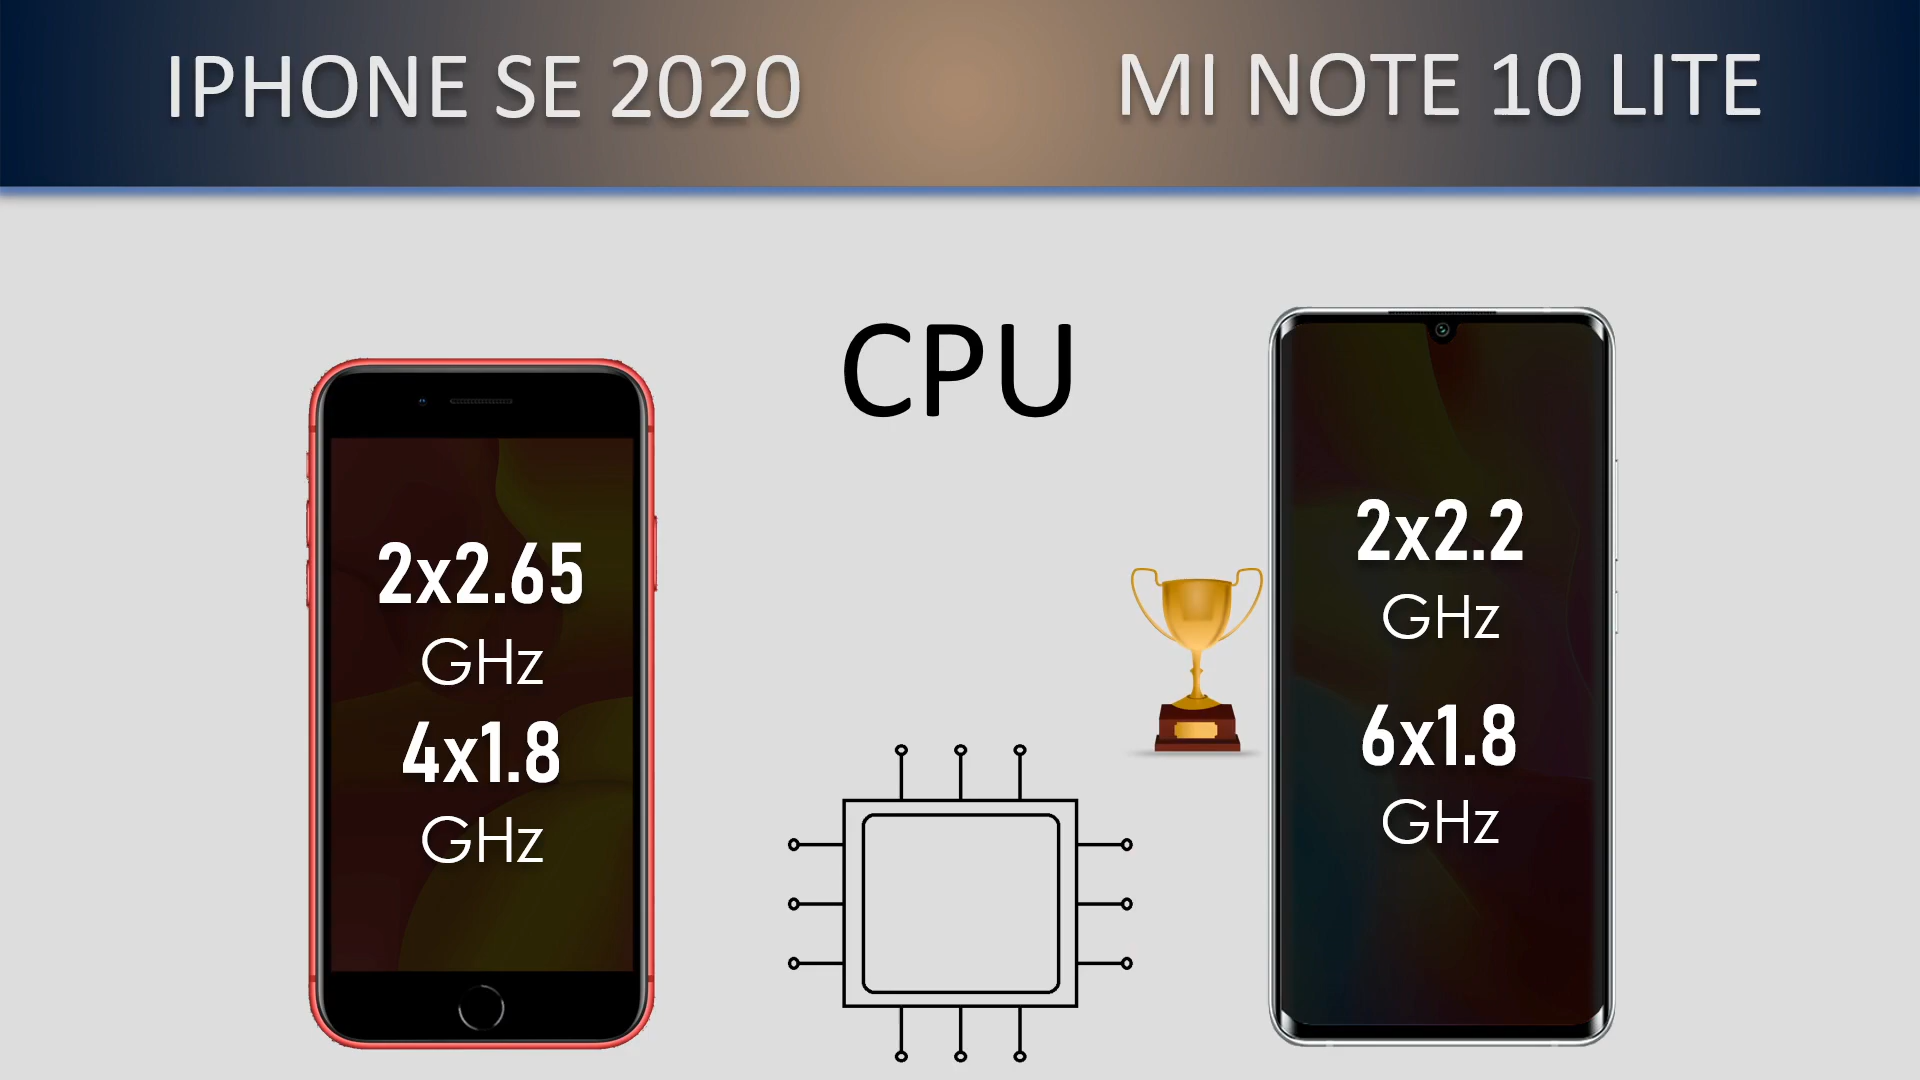 IPHONE SE 2020
MI NOTE 10 LITE
CPU
2x2.65
GHz
4x1.8
GHz
2x2.2
GHz
6x1.8
GHz